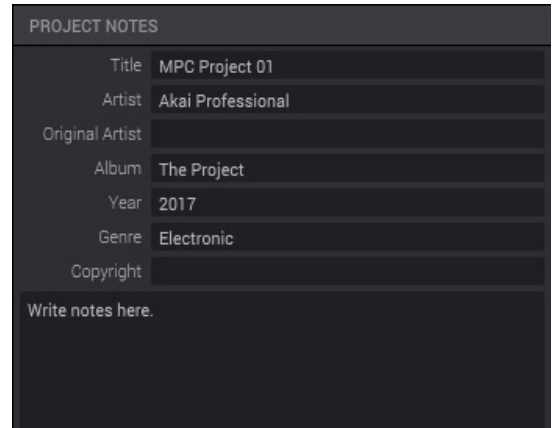 PROJECT NOTES
Title MPC Project 01
Artist Akai Professional
Original Artist
Album The Project
Year 2017
Genre Electronic
Copyright
Write notes here.